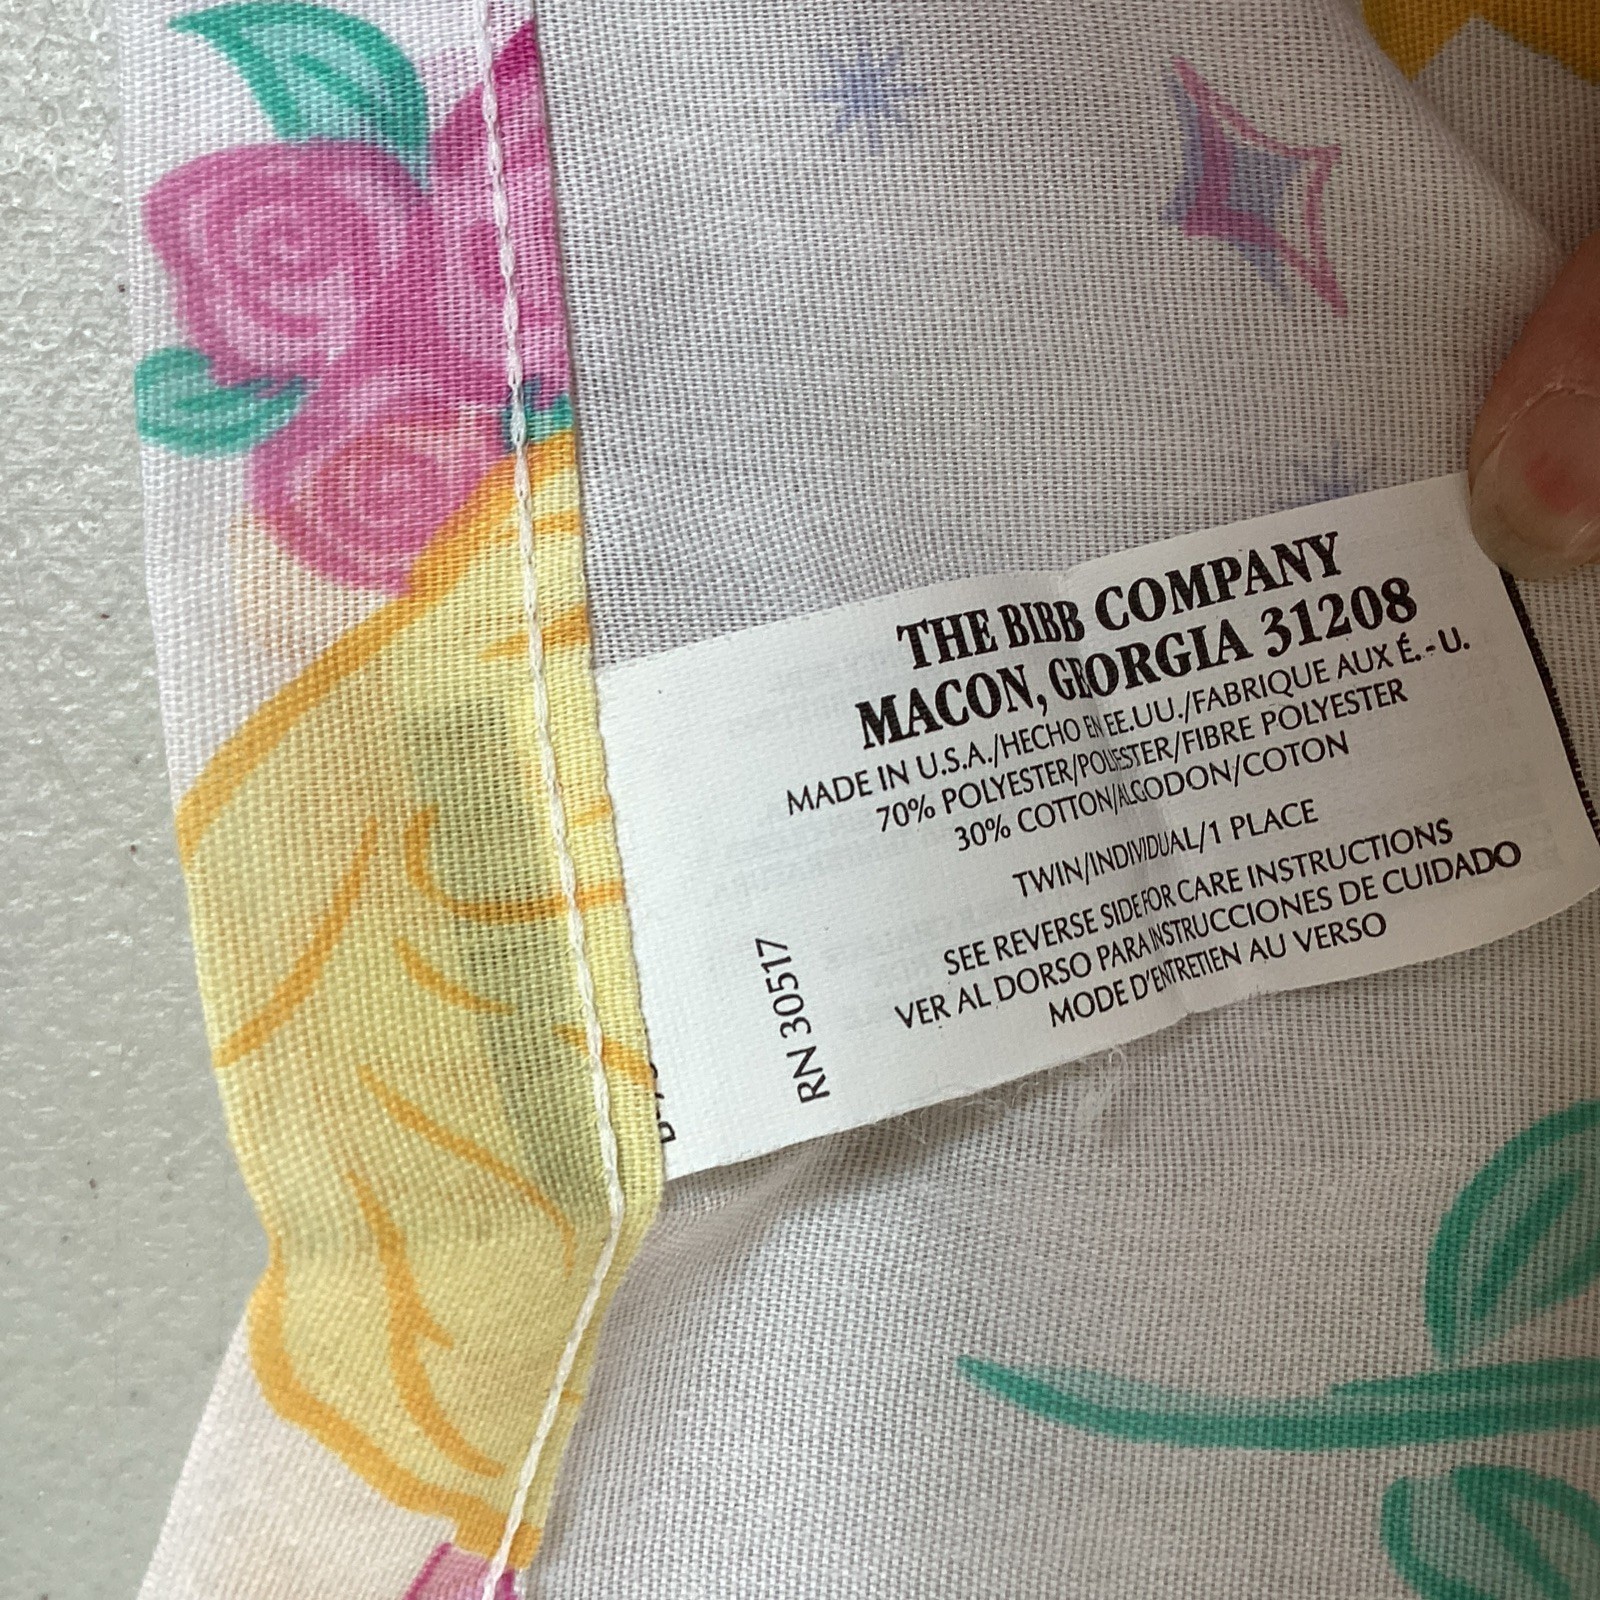 THE BIBB COMPANY
MACON, GEORGIA 31208
MADE IN U.S.A./HECHO EN EE.UU./FABRIQUE AUX É.-U.
70% POLYESTER/POLIESTER/FIBRE POLYESTER
30% COTTON/ALGODON/COTON
TWIN/INDIVIDUAL/1 PLACE
SEE REVERSE SIDE FOR CARE INSTRUCTIONS
VER AL DORSO PARA INSTRUCCIONES DE CUIDADO
MODE D'ENTRETIEN AU VERSO
RN 30517